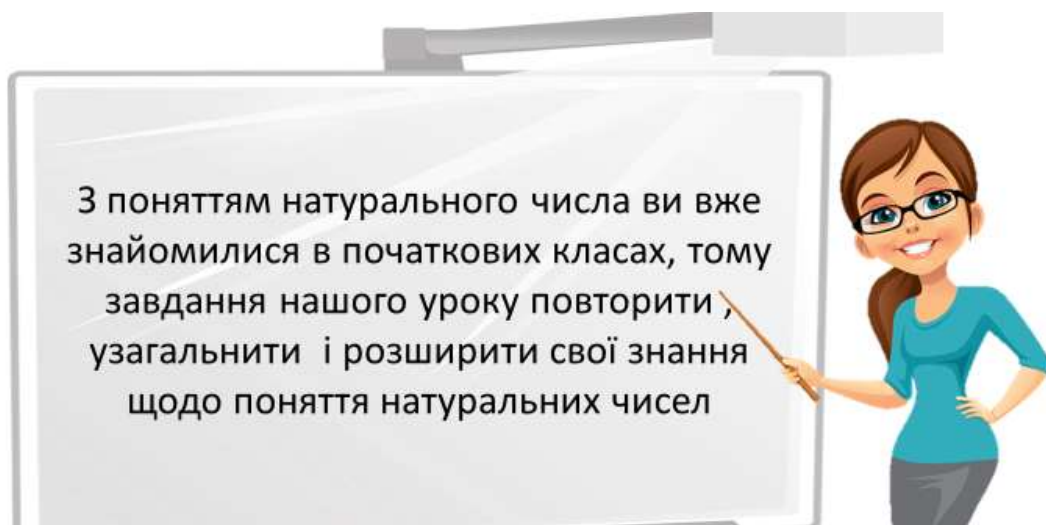 З поняттям натурального числа ви вже
знайомилися в початкових класах, тому
завдання нашого уроку повторити ,
узагальнити  і розширити свої знання
щодо поняття натуральних чисел